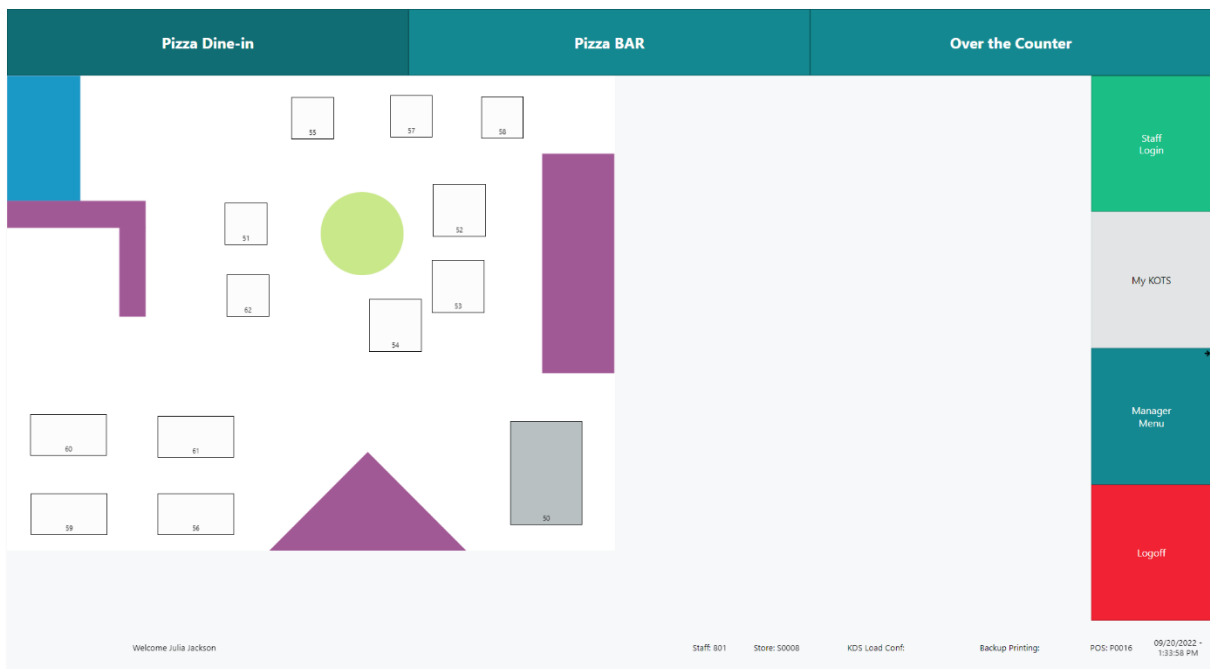 Pizza Dine-in
Pizza BAR
Over the Counter
55
57
58
Staff
Login
51
52
62
53
54
My KOTS
Manager
Menu
60
61
59
56
50
Logoff
Welcome Julia Jackson
Staff: 801
Store: S0008
KDS Load Conf:
Backup Printing:
POS: P0016
09/20/2022 -
1:33:58 PM